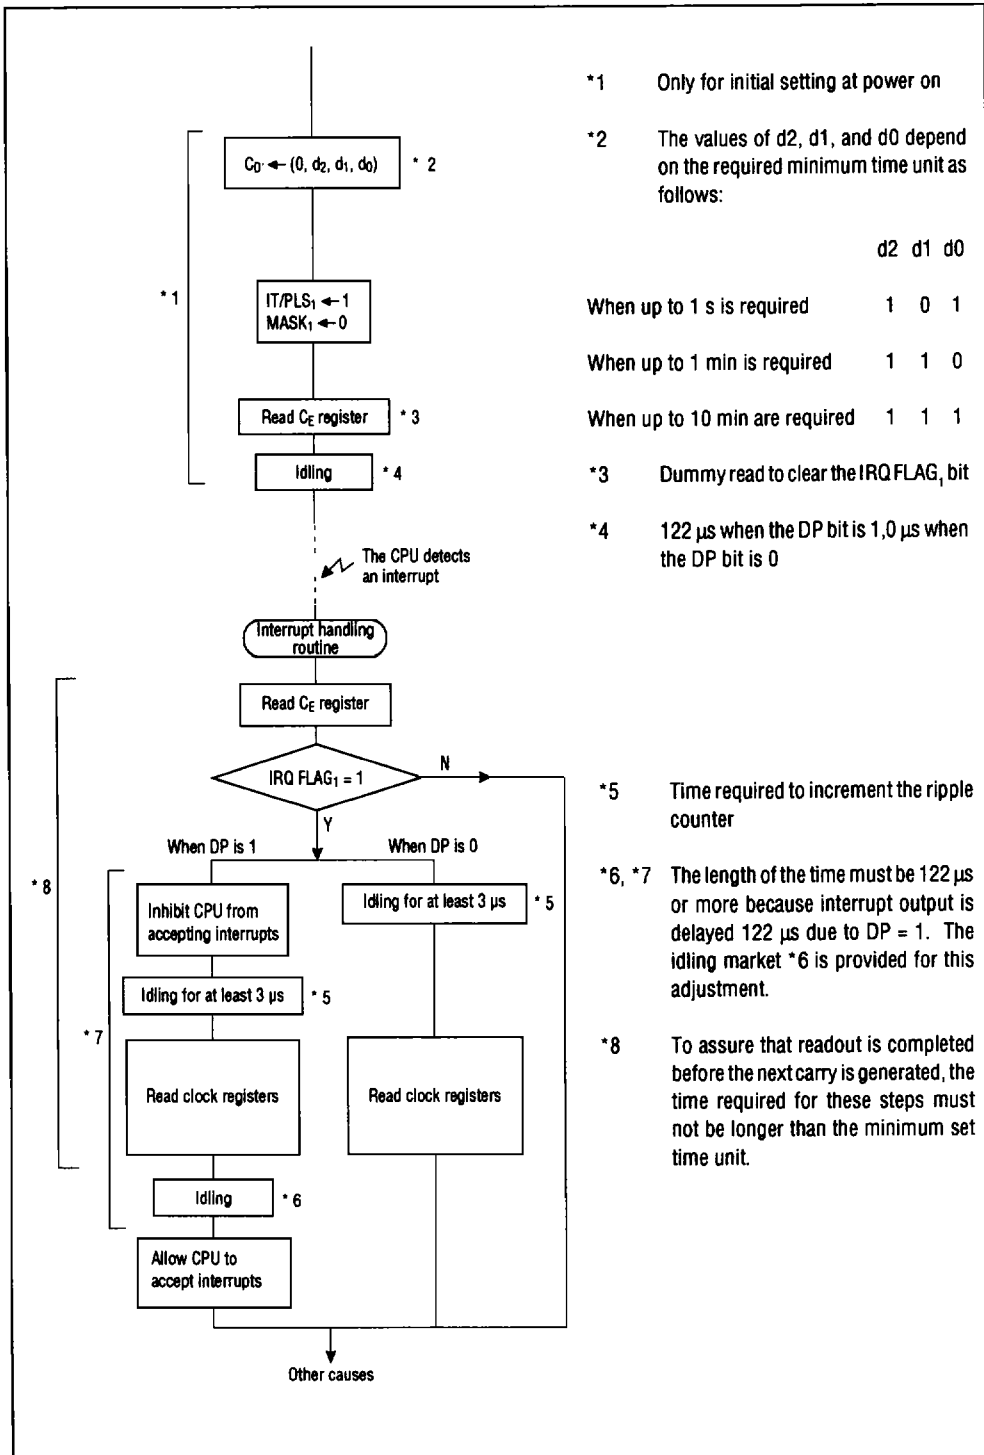 C_D' ← (0, d₂, d₁, d₀) * 2
* 1
IT/PLS₁ ← 1
MASK₁ ← 0
Read C_E register * 3
Idling * 4
The CPU detects
an interrupt
Interrupt handling
routine
Read C_E register
IRQ FLAG₁ = 1
N
Y
When DP is 1
When DP is 0
* 8
* 7
Inhibit CPU from
accepting interrupts
Idling for at least 3 µs * 5
Idling for at least 3 µs * 5
Read clock registers
Read clock registers
Idling * 6
Allow CPU to
accept interrupts
Other causes
*1 Only for initial setting at power on
*2 The values of d2, d1, and d0 depend
on the required minimum time unit as
follows:
d2 d1 d0
When up to 1 s is required 1 0 1
When up to 1 min is required 1 1 0
When up to 10 min are required 1 1 1
*3 Dummy read to clear the IRQ FLAG₁ bit
*4 122 µs when the DP bit is 1,0 µs when
the DP bit is 0
*5 Time required to increment the ripple
counter
*6, *7 The length of the time must be 122 µs
or more because interrupt output is
delayed 122 µs due to DP = 1. The
idling market *6 is provided for this
adjustment.
*8 To assure that readout is completed
before the next carry is generated, the
time required for these steps must
not be longer than the minimum set
time unit.